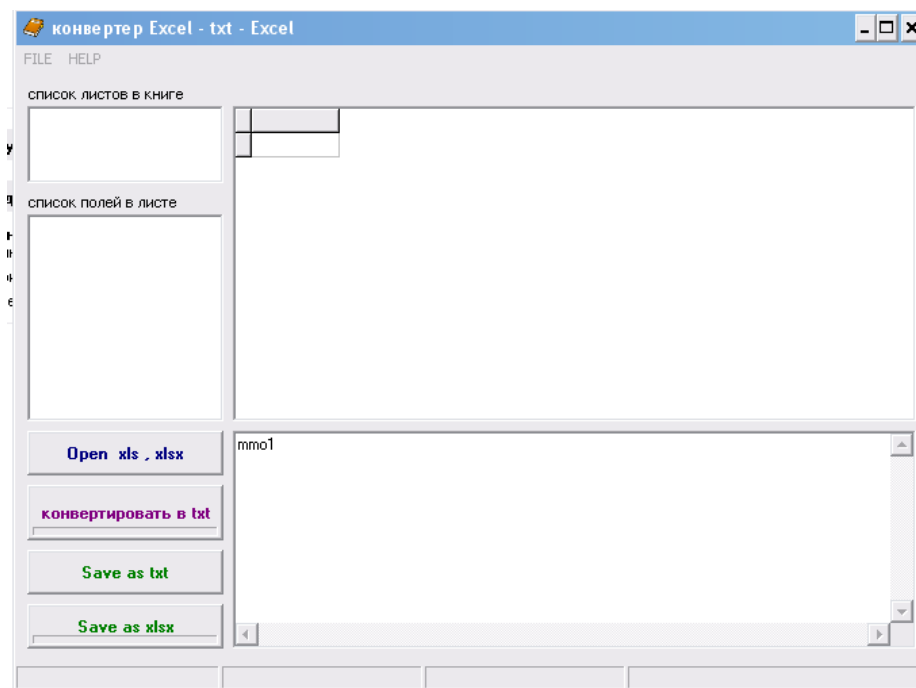 конвертер Excel - txt - Excel
FILE HELP
список листов в книге
список полей в листе
Open xls , xlsx
mmo1
конвертировать в txt
Save as txt
Save as xlsx